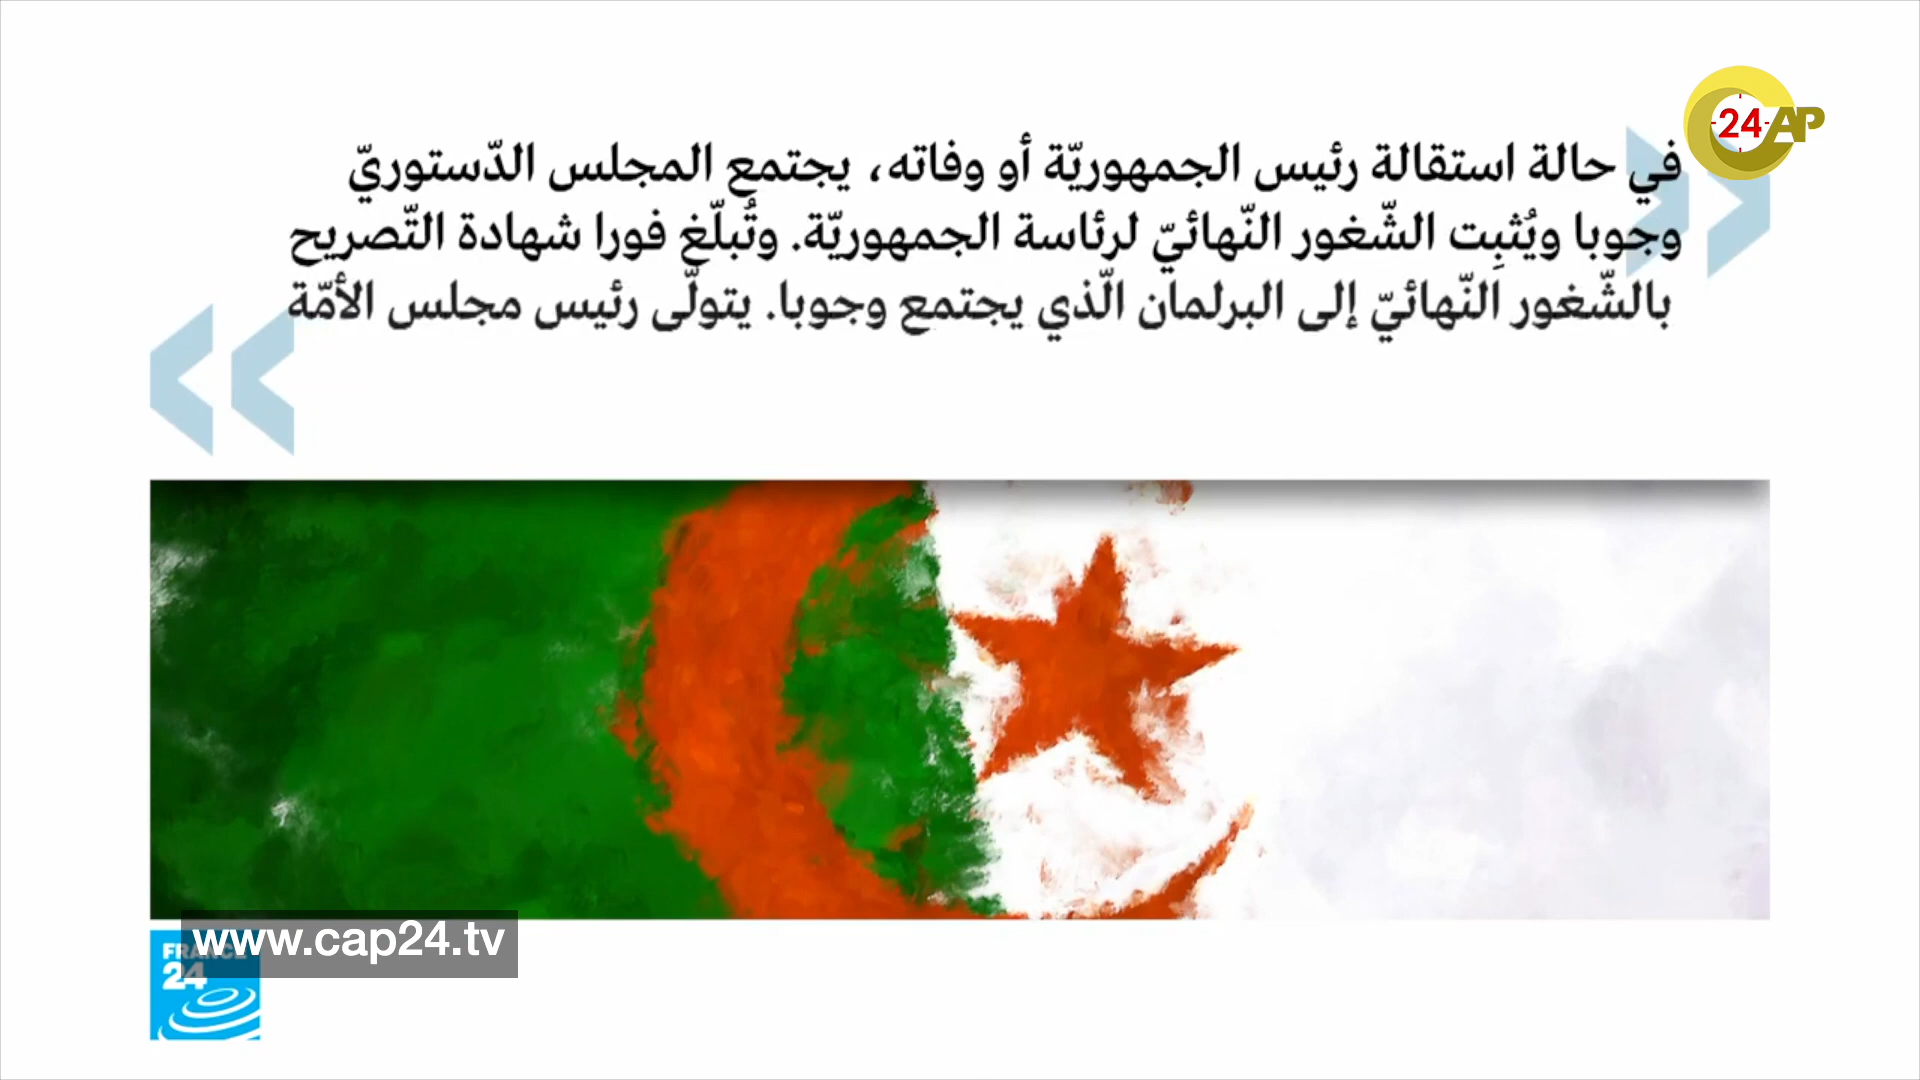 24 AP
في حالة استقالة رئيس الجمهوريّة أو وفاته، يجتمع المجلس الدّستوريّ
وجوبا ويُثبِت الشّغور النّهائيّ لرئاسة الجمهوريّة. وتُبلّغ فورا شهادة التّصريح
بالشّغور النّهائيّ إلى البرلمان الّذي يجتمع وجوبا. يتولّى رئيس مجلس الأمّة
www.cap24.tv
FRANCE
24